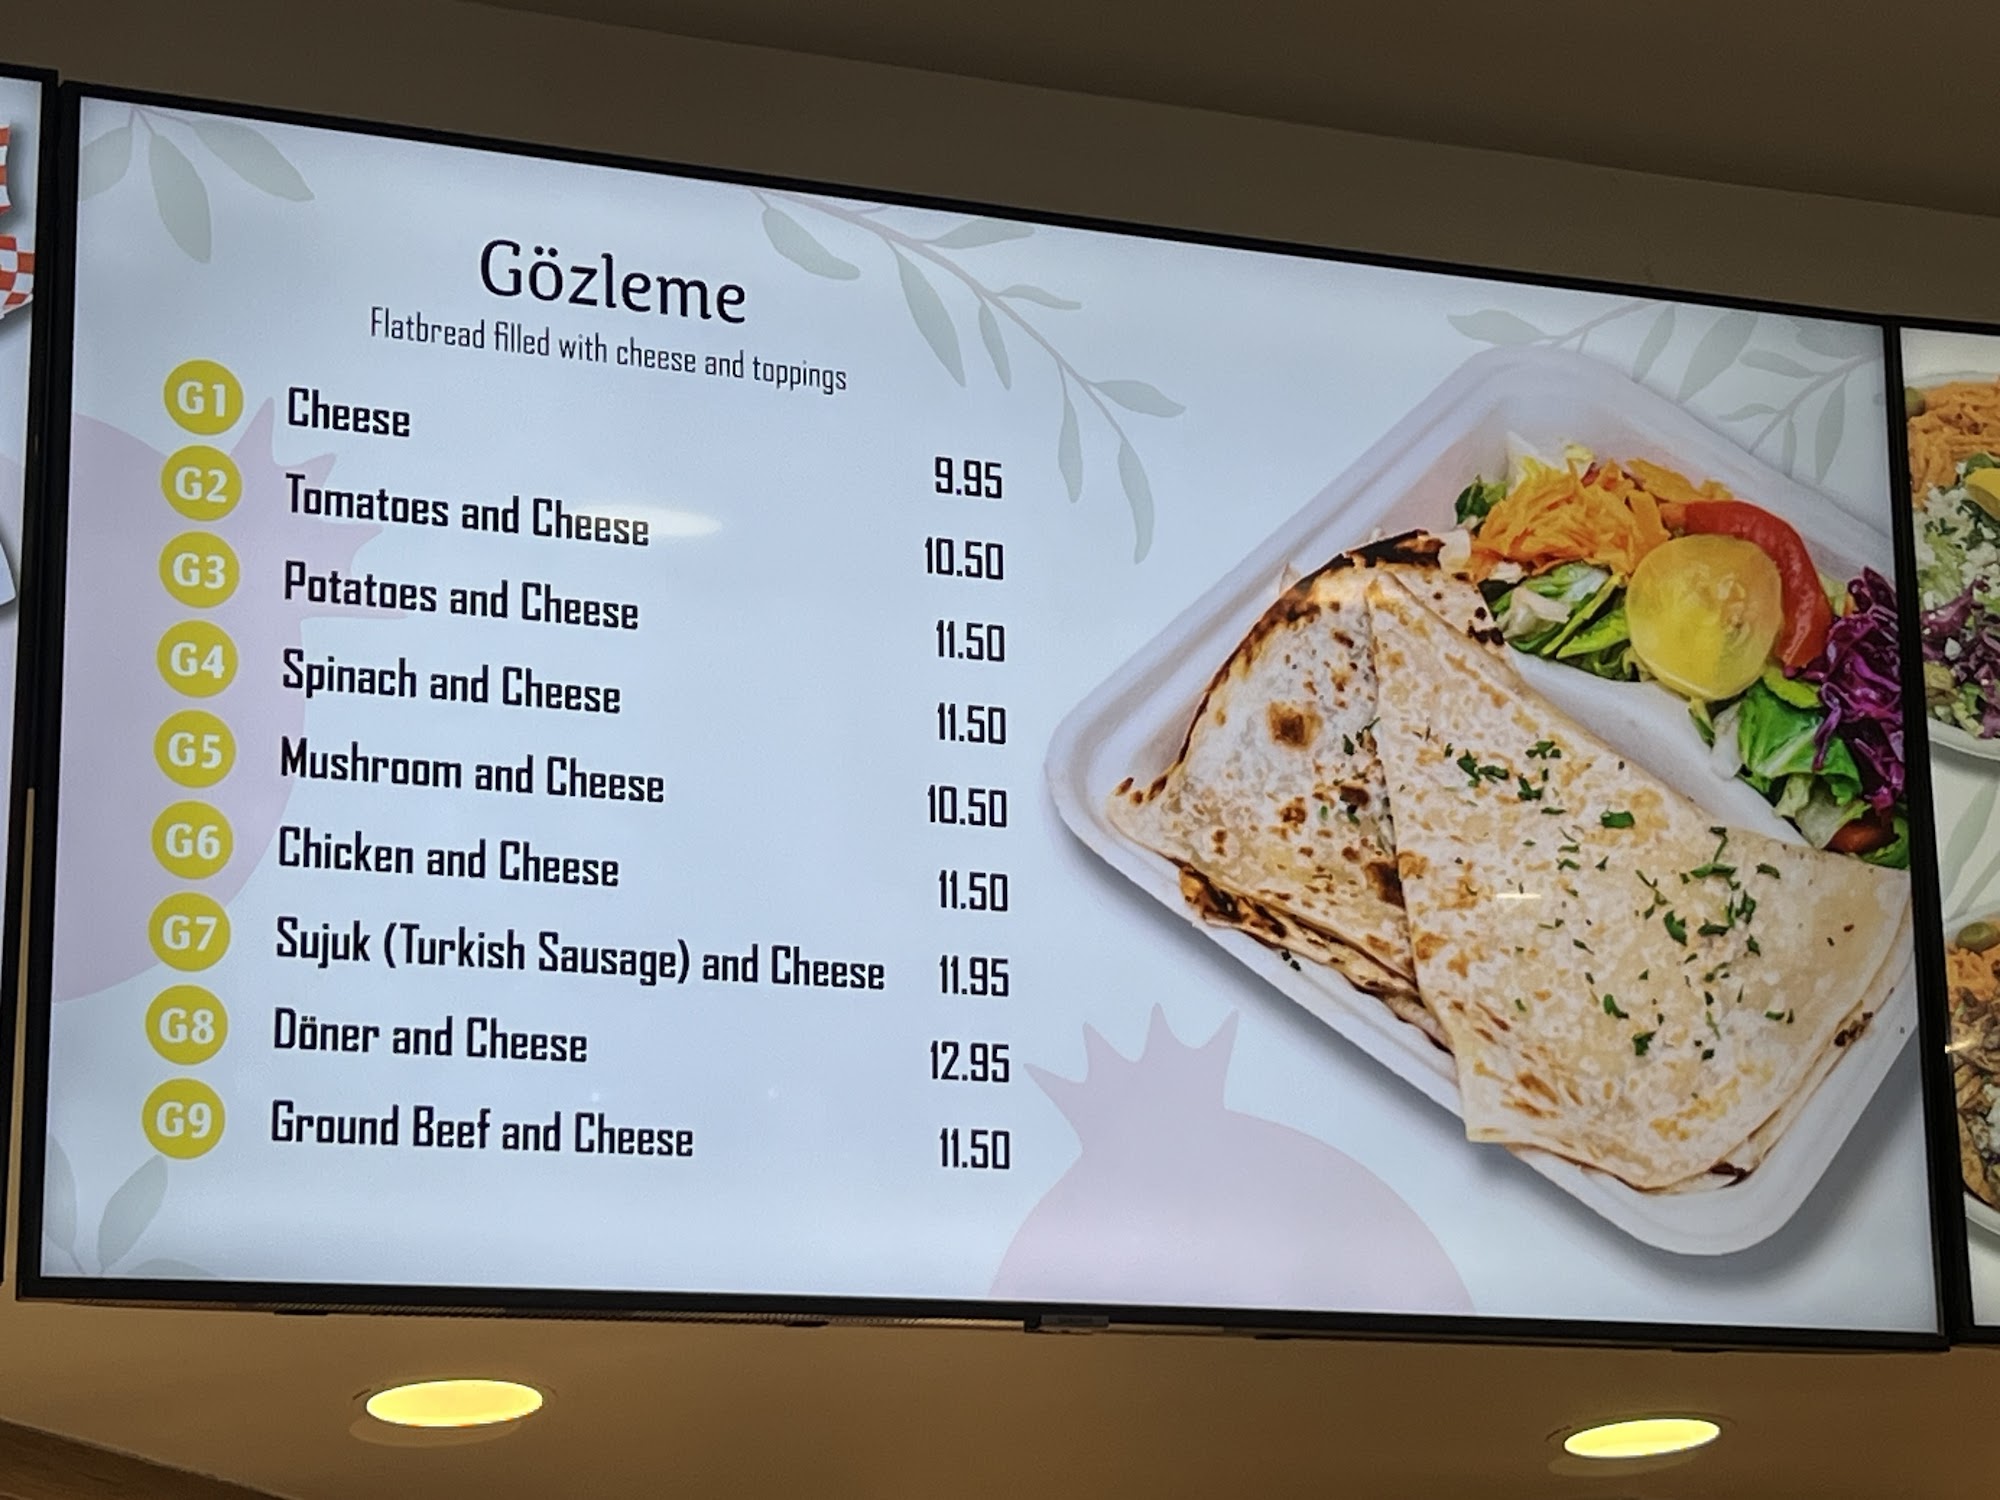 Gözleme
Flatbread filled with cheese and toppings
G1 Cheese 9.95
G2 Tomatoes and Cheese 10.50
G3 Potatoes and Cheese 11.50
G4 Spinach and Cheese 11.50
G5 Mushroom and Cheese 10.50
G6 Chicken and Cheese 11.50
G7 Sujuk (Turkish Sausage) and Cheese 11.95
G8 Döner and Cheese 12.95
G9 Ground Beef and Cheese 11.50